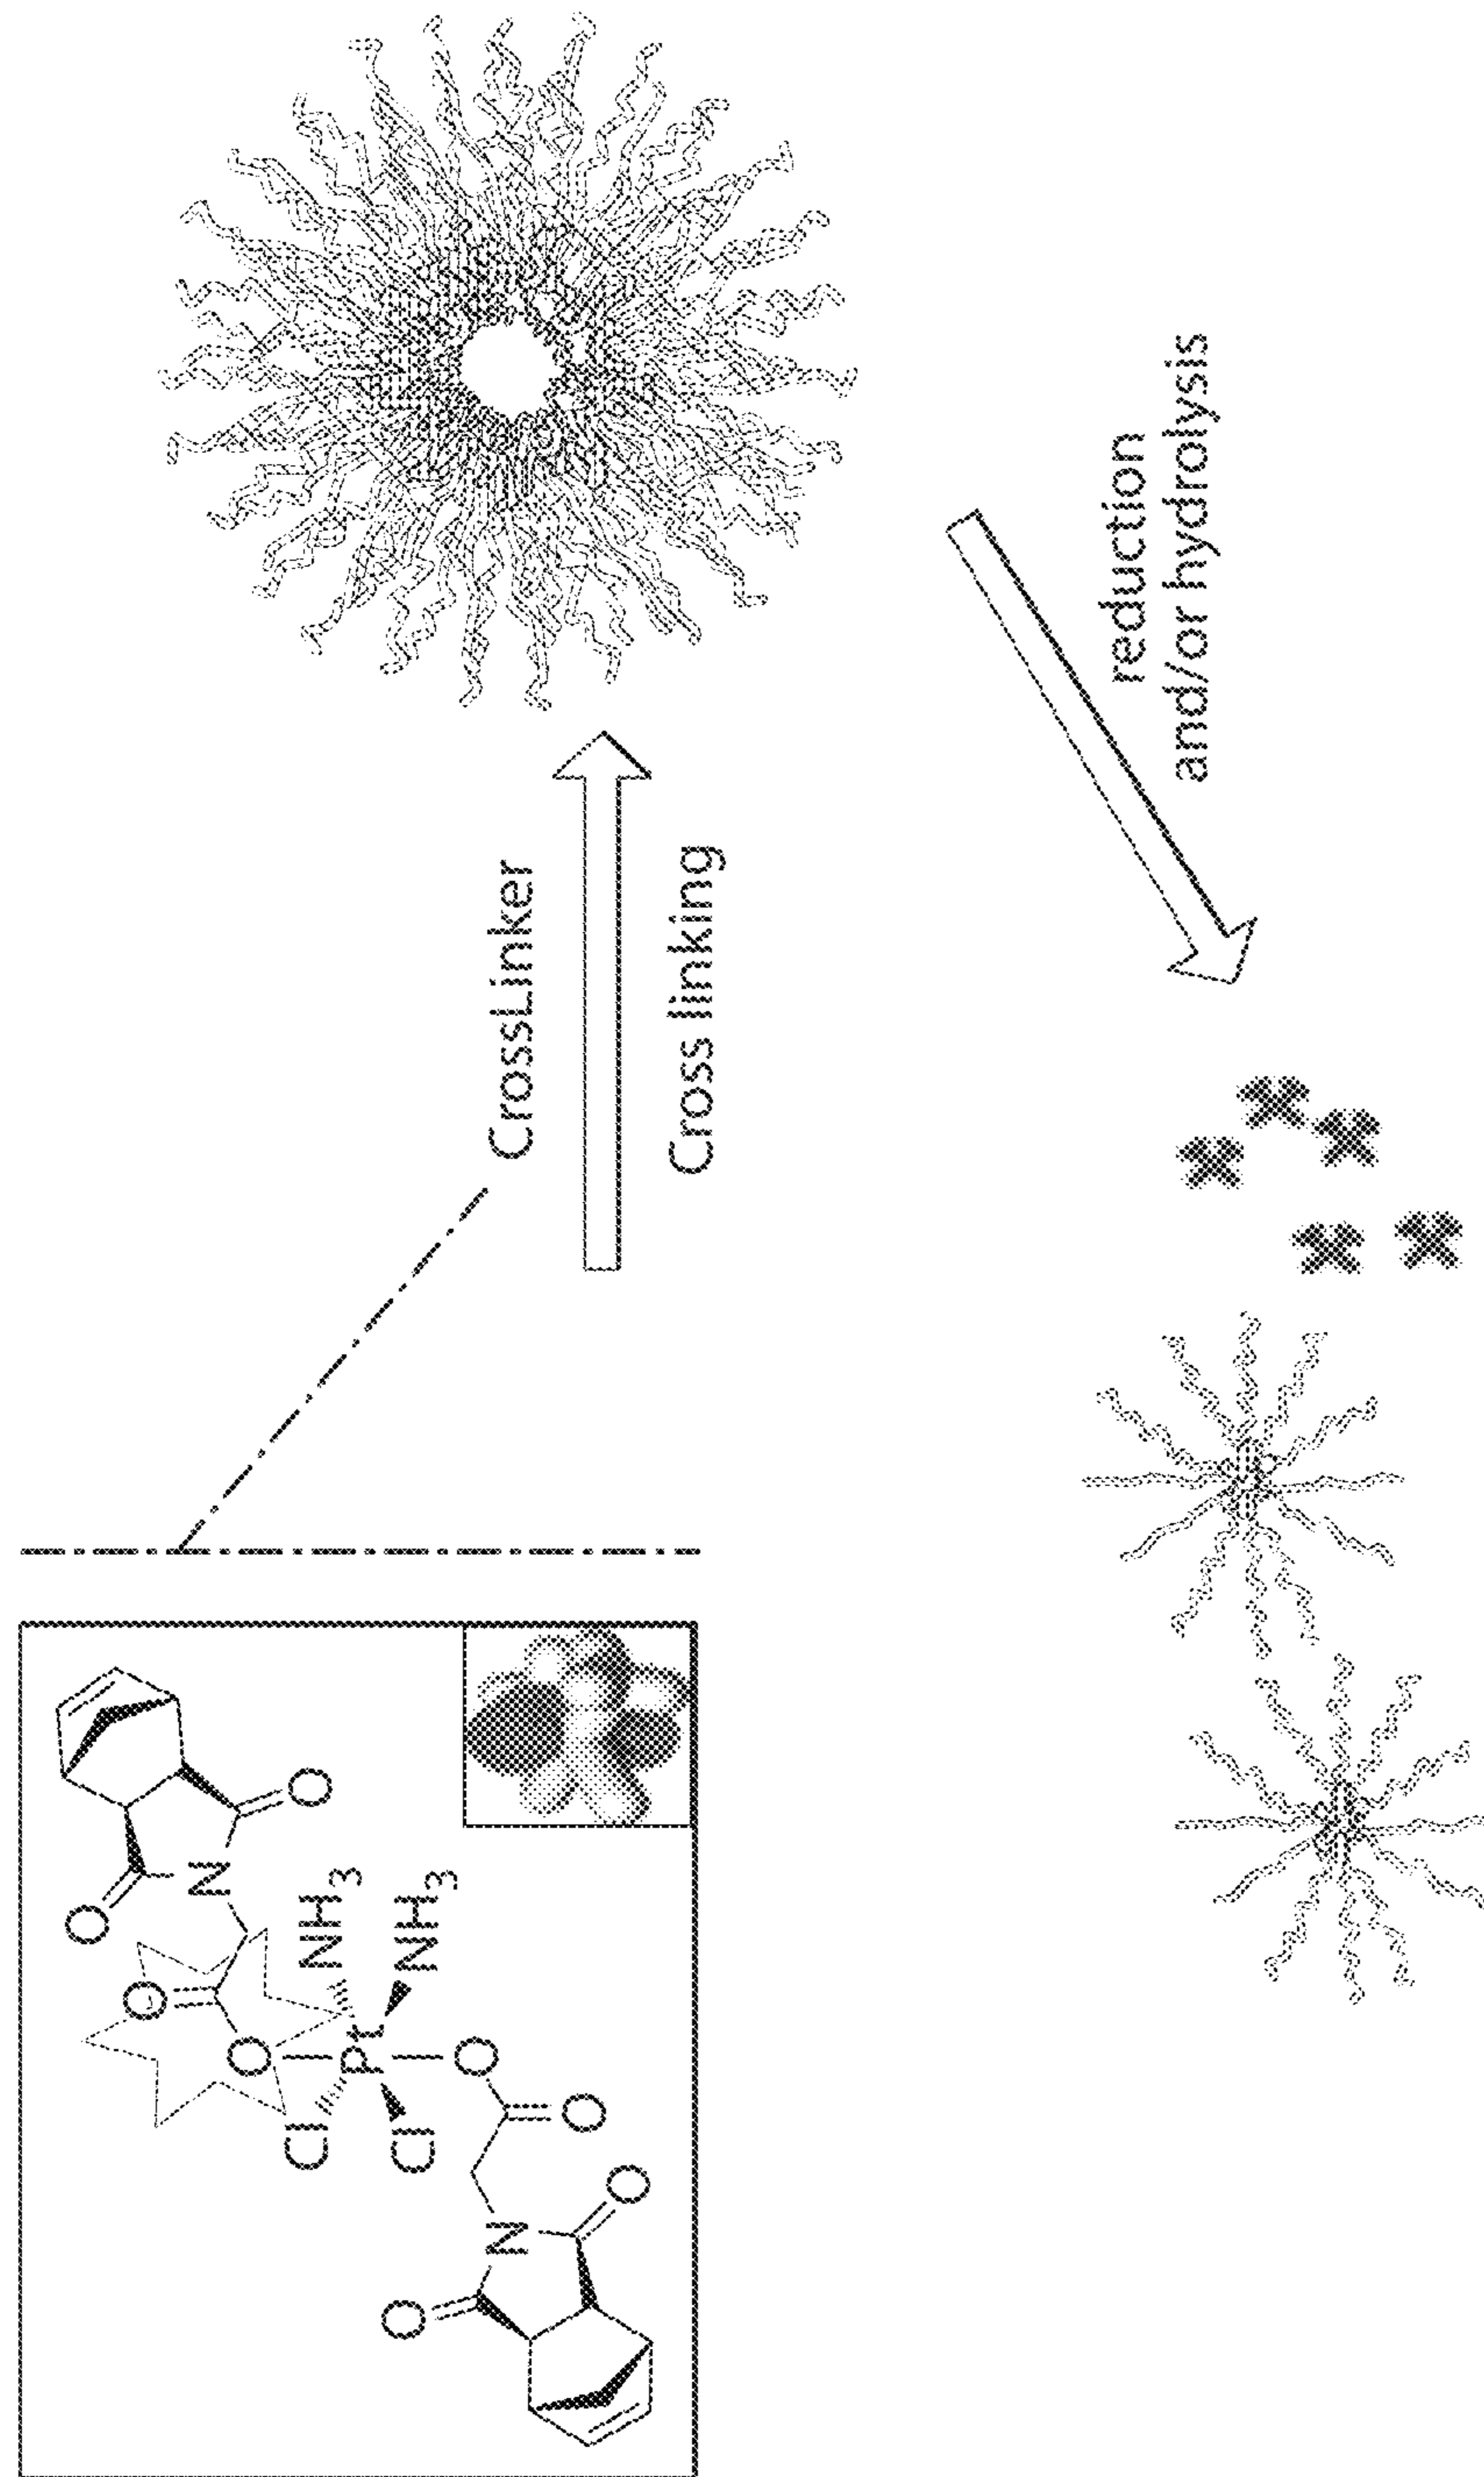 O
O
N
O
Cl NH3 O
Pt
O Cl NH3
O
N
O
O
CrossLinker
Cross linking
reduction
and/or hydrolysis